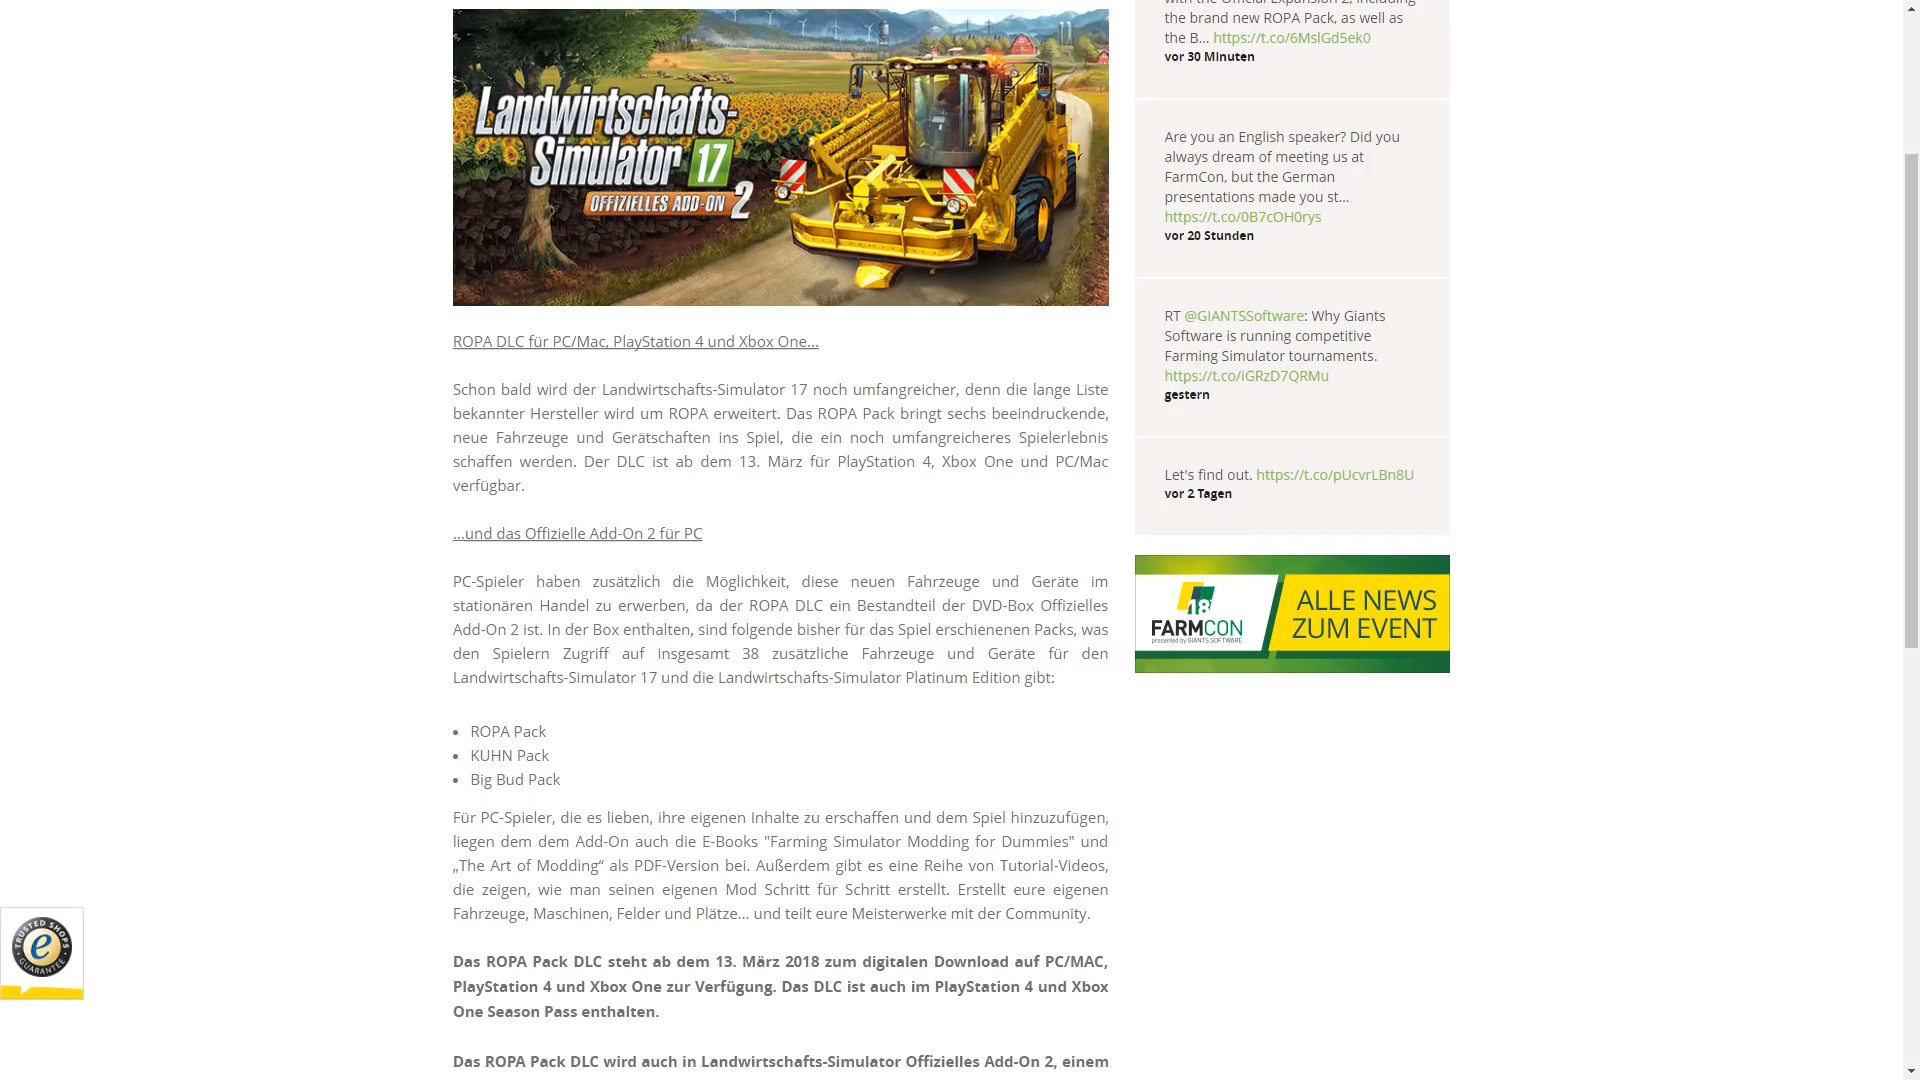 Landwirtschafts-
Simulator 17
OFFIZIELLES ADD-ON 2
ROPA DLC für PC/Mac, PlayStation 4 und Xbox One...
Schon bald wird der Landwirtschafts-Simulator 17 noch umfangreicher, denn die lange Liste
bekannter Hersteller wird um ROPA erweitert. Das ROPA Pack bringt sechs beeindruckende,
neue Fahrzeuge und Gerätschaften ins Spiel, die ein noch umfangreicheres Spielerlebnis
schaffen werden. Der DLC ist ab dem 13. März für PlayStation 4, Xbox One und PC/Mac
verfügbar.
...und das Offizielle Add-On 2 für PC
PC-Spieler haben zusätzlich die Möglichkeit, diese neuen Fahrzeuge und Geräte im
stationären Handel zu erwerben, da der ROPA DLC ein Bestandteil der DVD-Box Offizielles
Add-On 2 ist. In der Box enthalten, sind folgende bisher für das Spiel erschienenen Packs, was
den Spielern Zugriff auf insgesamt 38 zusätzliche Fahrzeuge und Geräte für den
Landwirtschafts-Simulator 17 und die Landwirtschafts-Simulator Platinum Edition gibt:
• ROPA Pack
• KUHN Pack
• Big Bud Pack
Für PC-Spieler, die es lieben, ihre eigenen Inhalte zu erschaffen und dem Spiel hinzuzufügen,
liegen dem dem Add-On auch die E-Books "Farming Simulator Modding for Dummies" und
„The Art of Modding“ als PDF-Version bei. Außerdem gibt es eine Reihe von Tutorial-Videos,
die zeigen, wie man seinen eigenen Mod Schritt für Schritt erstellt. Erstellt eure eigenen
Fahrzeuge, Maschinen, Felder und Plätze... und teilt eure Meisterwerke mit der Community.
Das ROPA Pack DLC steht ab dem 13. März 2018 zum digitalen Download auf PC/MAC,
PlayStation 4 und Xbox One zur Verfügung. Das DLC ist auch im PlayStation 4 und Xbox
One Season Pass enthalten.
Das ROPA Pack DLC wird auch in Landwirtschafts-Simulator Offizielles Add-On 2, einem
with the Official Expansion 2, including
the brand new ROPA Pack, as well as
the B... https://t.co/6MslGd5ek0
vor 30 Minuten
Are you an English speaker? Did you
always dream of meeting us at
FarmCon, but the German
presentations made you st...
https://t.co/0B7cOH0rys
vor 20 Stunden
RT @GIANTSSoftware: Why Giants
Software is running competitive
Farming Simulator tournaments.
https://t.co/iGRzD7QRMu
gestern
Let's find out. https://t.co/pUcvrLBn8U
vor 2 Tagen
18
FARMCON
presented by GIANTS SOFTWARE
ALLE NEWS
ZUM EVENT
TRUSTED SHOPS
e
GUARANTEE